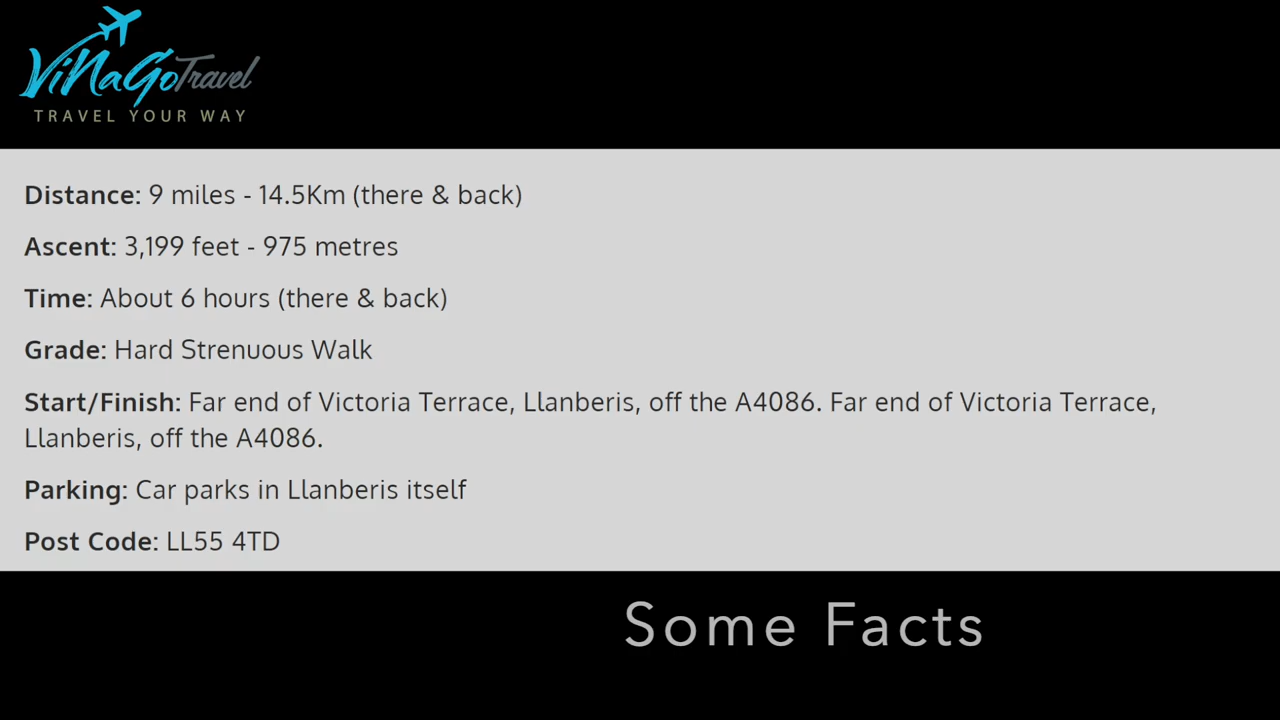 ViNaGoTravel
TRAVEL YOUR WAY
Distance: 9 miles - 14.5Km (there & back)
Ascent: 3,199 feet - 975 metres
Time: About 6 hours (there & back)
Grade: Hard Strenuous Walk
Start/Finish: Far end of Victoria Terrace, Llanberis, off the A4086. Far end of Victoria Terrace,
Llanberis, off the A4086.
Parking: Car parks in Llanberis itself
Post Code: LL55 4TD
Some Facts